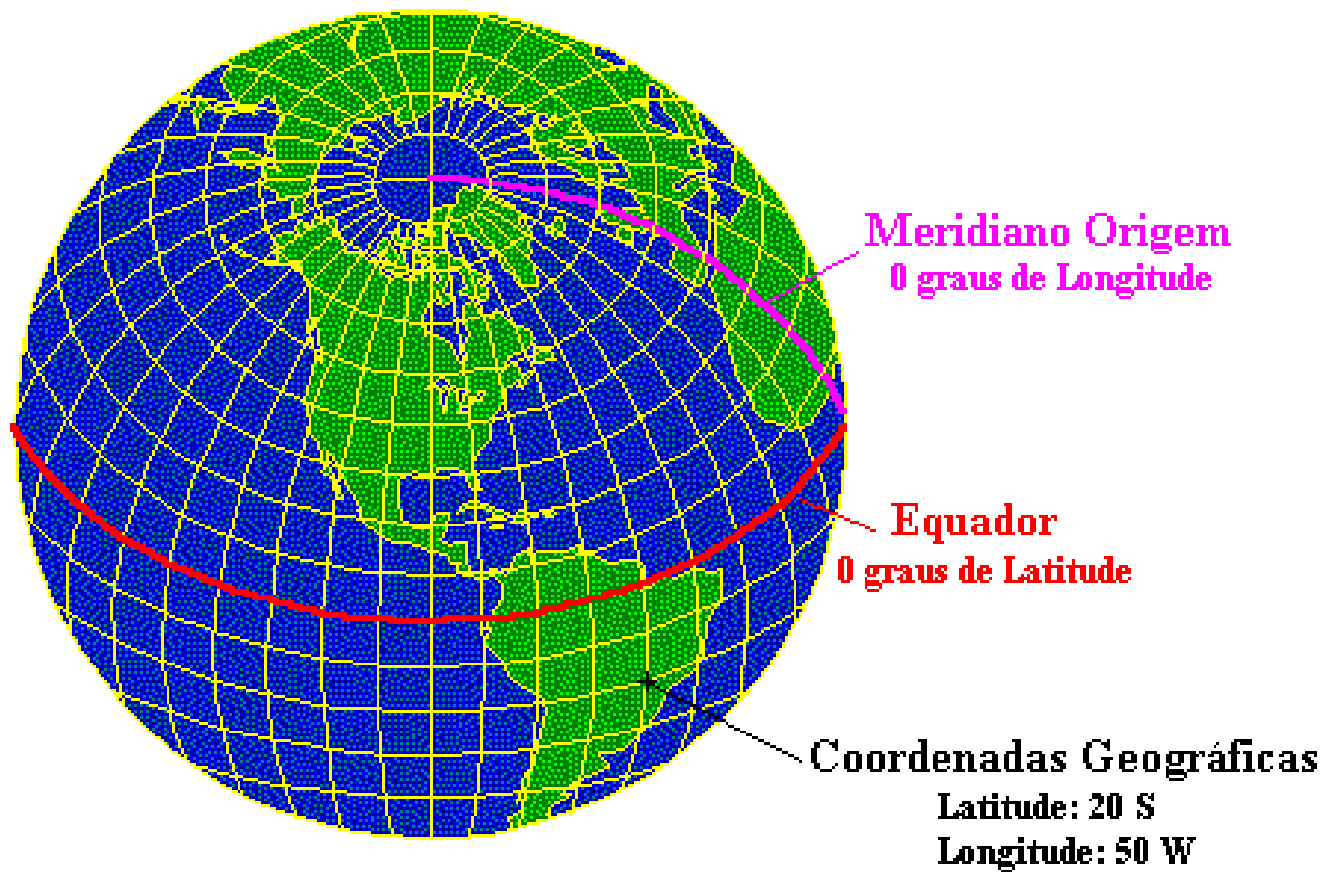 Meridiano Origem
0 graus de Longitude
Equador
0 graus de Latitude
Coordenadas Geográficas
Latitude: 20 S
Longitude: 50 W